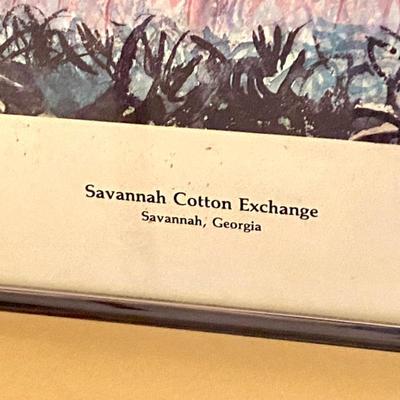 Savannah Cotton Exchange
Savannah, Georgia